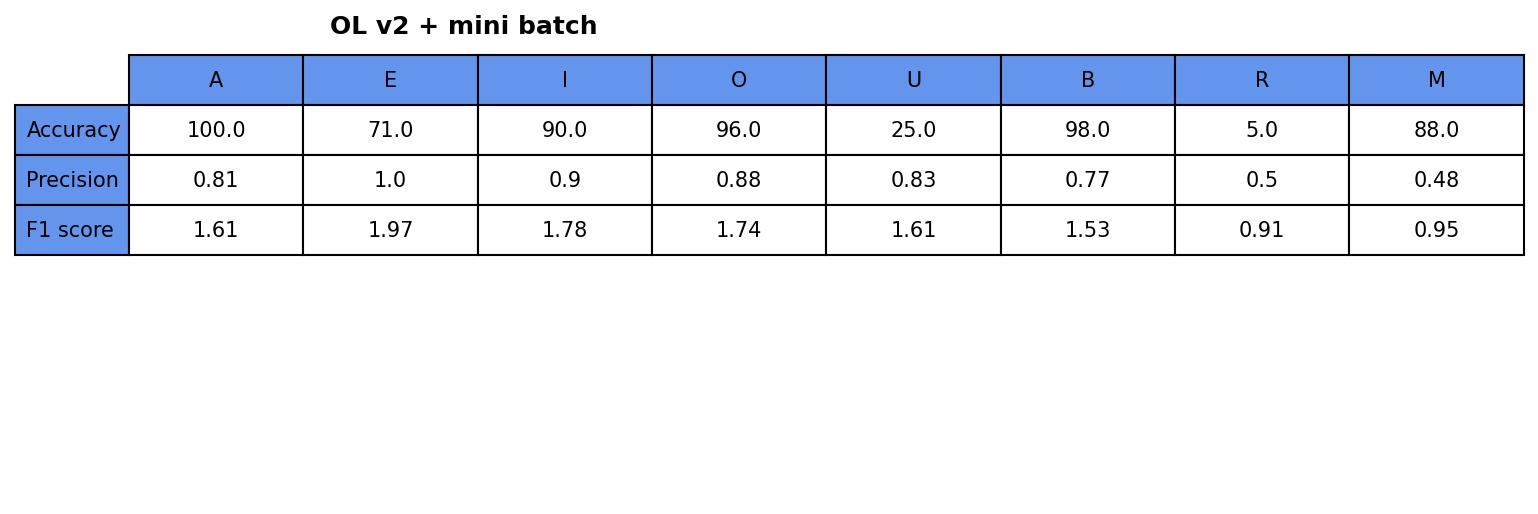 OL v2 + mini batch
A E I O U B R M
Accuracy 100.0 71.0 90.0 96.0 25.0 98.0 5.0 88.0
Precision 0.81 1.0 0.9 0.88 0.83 0.77 0.5 0.48
F1 score 1.61 1.97 1.78 1.74 1.61 1.53 0.91 0.95